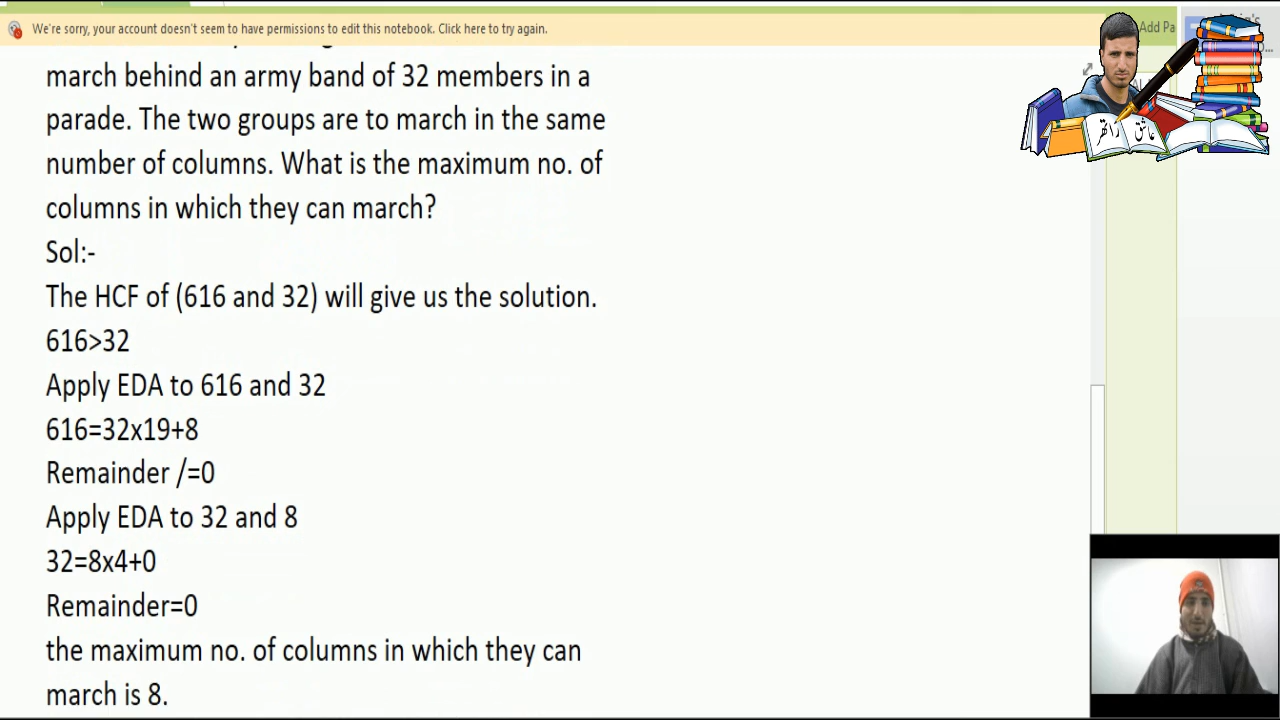 We're sorry, your account doesn't seem to have permissions to edit this notebook. Click here to try again.
Add Pa
march behind an army band of 32 members in a
parade. The two groups are to march in the same
number of columns. What is the maximum no. of
columns in which they can march?
Sol:-
The HCF of (616 and 32) will give us the solution.
616>32
Apply EDA to 616 and 32
616=32x19+8
Remainder /=0
Apply EDA to 32 and 8
32=8x4+0
Remainder=0
the maximum no. of columns in which they can
march is 8.
عاشق راتھر